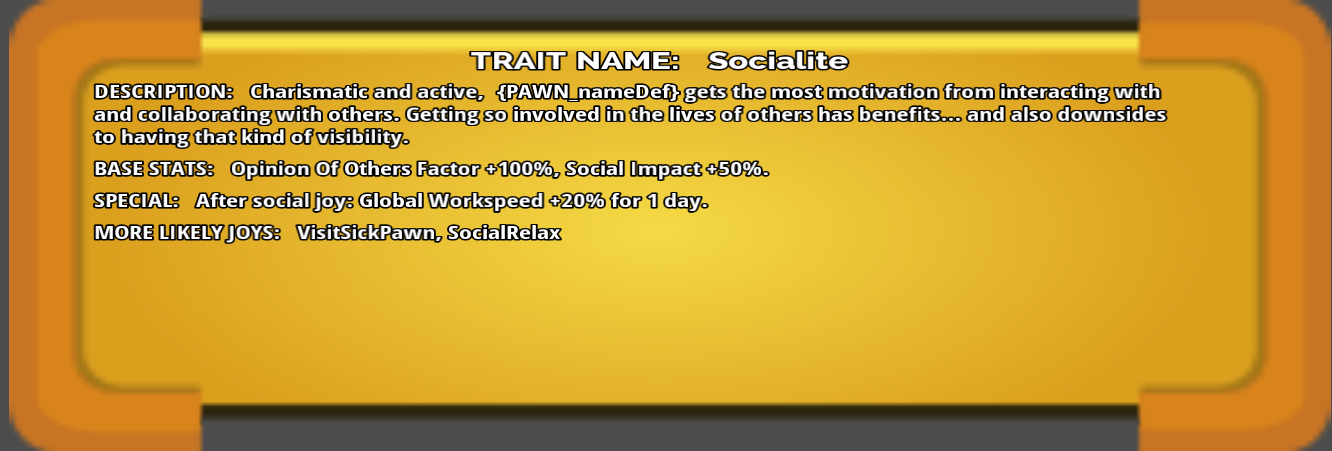 TRAIT NAME: Socialite
DESCRIPTION: Charismatic and active, {PAWN_nameDef} gets the most motivation from interacting with
and collaborating with others. Getting so involved in the lives of others has benefits... and also downsides
to having that kind of visibility.
BASE STATS: Opinion Of Others Factor +100%, Social Impact +50%.
SPECIAL: After social joy: Global Workspeed +20% for 1 day.
MORE LIKELY JOYS: VisitSickPawn, SocialRelax